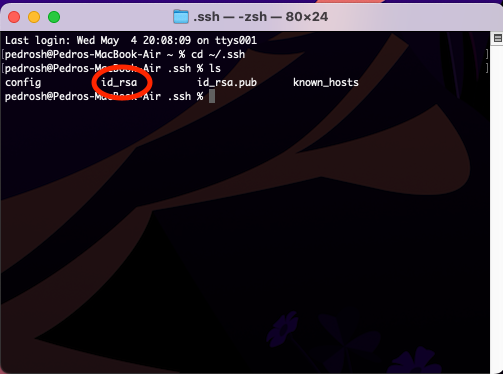 .ssh — -zsh — 80×24
Last login: Wed May  4 20:08:09 on ttys001
[pedrosh@Pedros-MacBook-Air ~ % cd ~/.ssh ]
[pedrosh@Pedros-MacBook-Air .ssh % ls ]
config id_rsa id_rsa.pub known_hosts
pedrosh@Pedros-MacBook-Air .ssh %